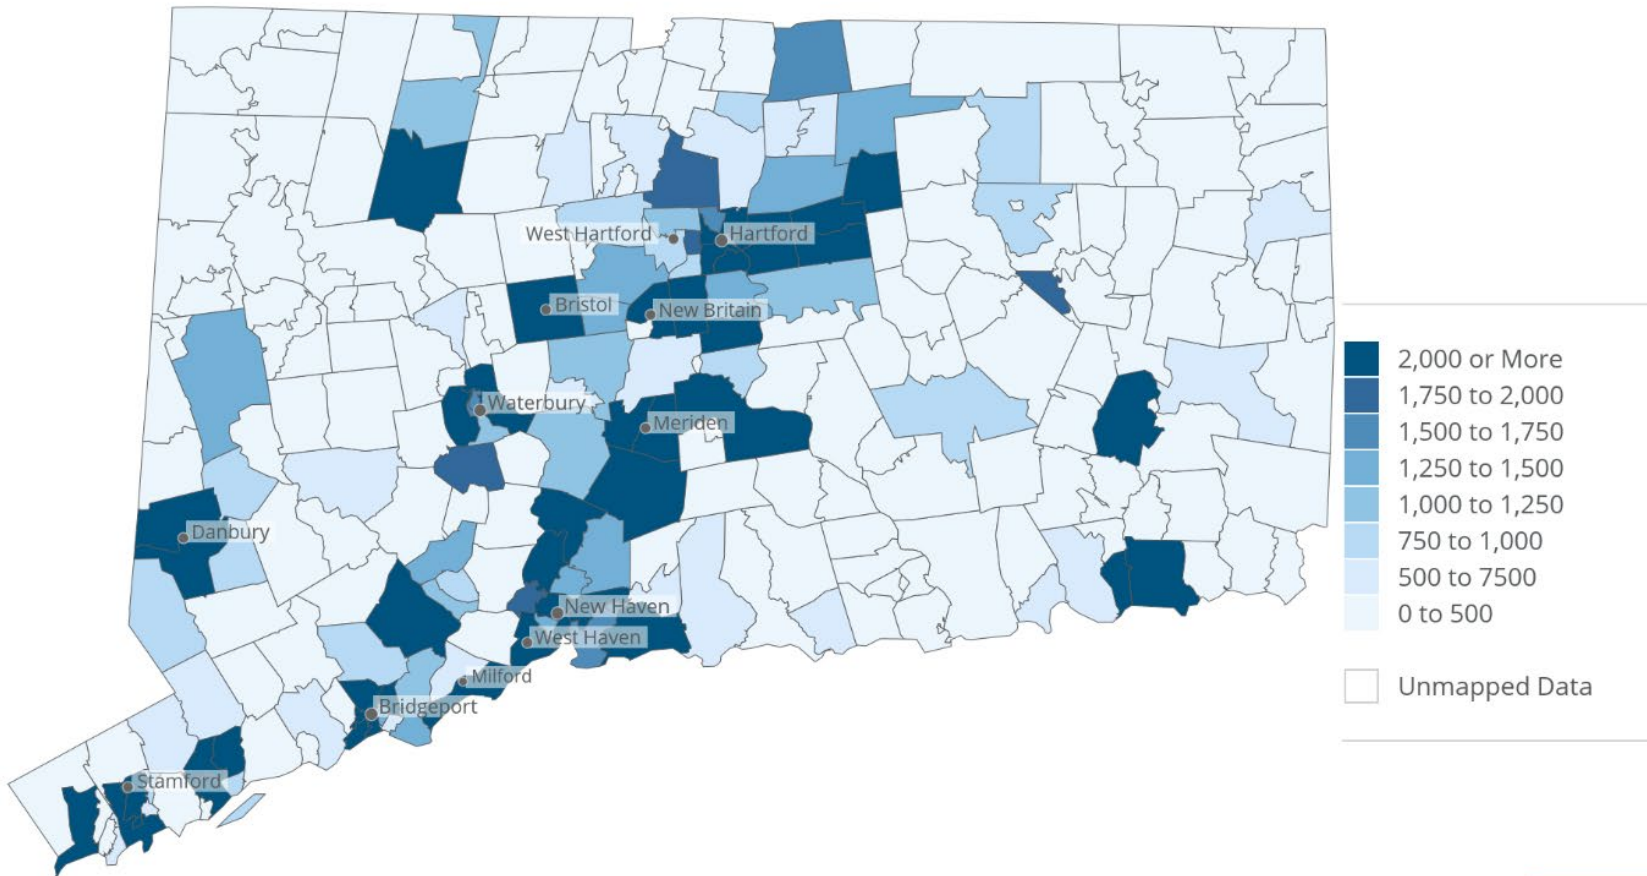 West Hartford
Hartford
Bristol
New Britain
Waterbury
Meriden
Danbury
New Haven
West Haven
Milford
Bridgeport
Stamford
2,000 or More
1,750 to 2,000
1,500 to 1,750
1,250 to 1,500
1,000 to 1,250
750 to 1,000
500 to 7500
0 to 500
Unmapped Data